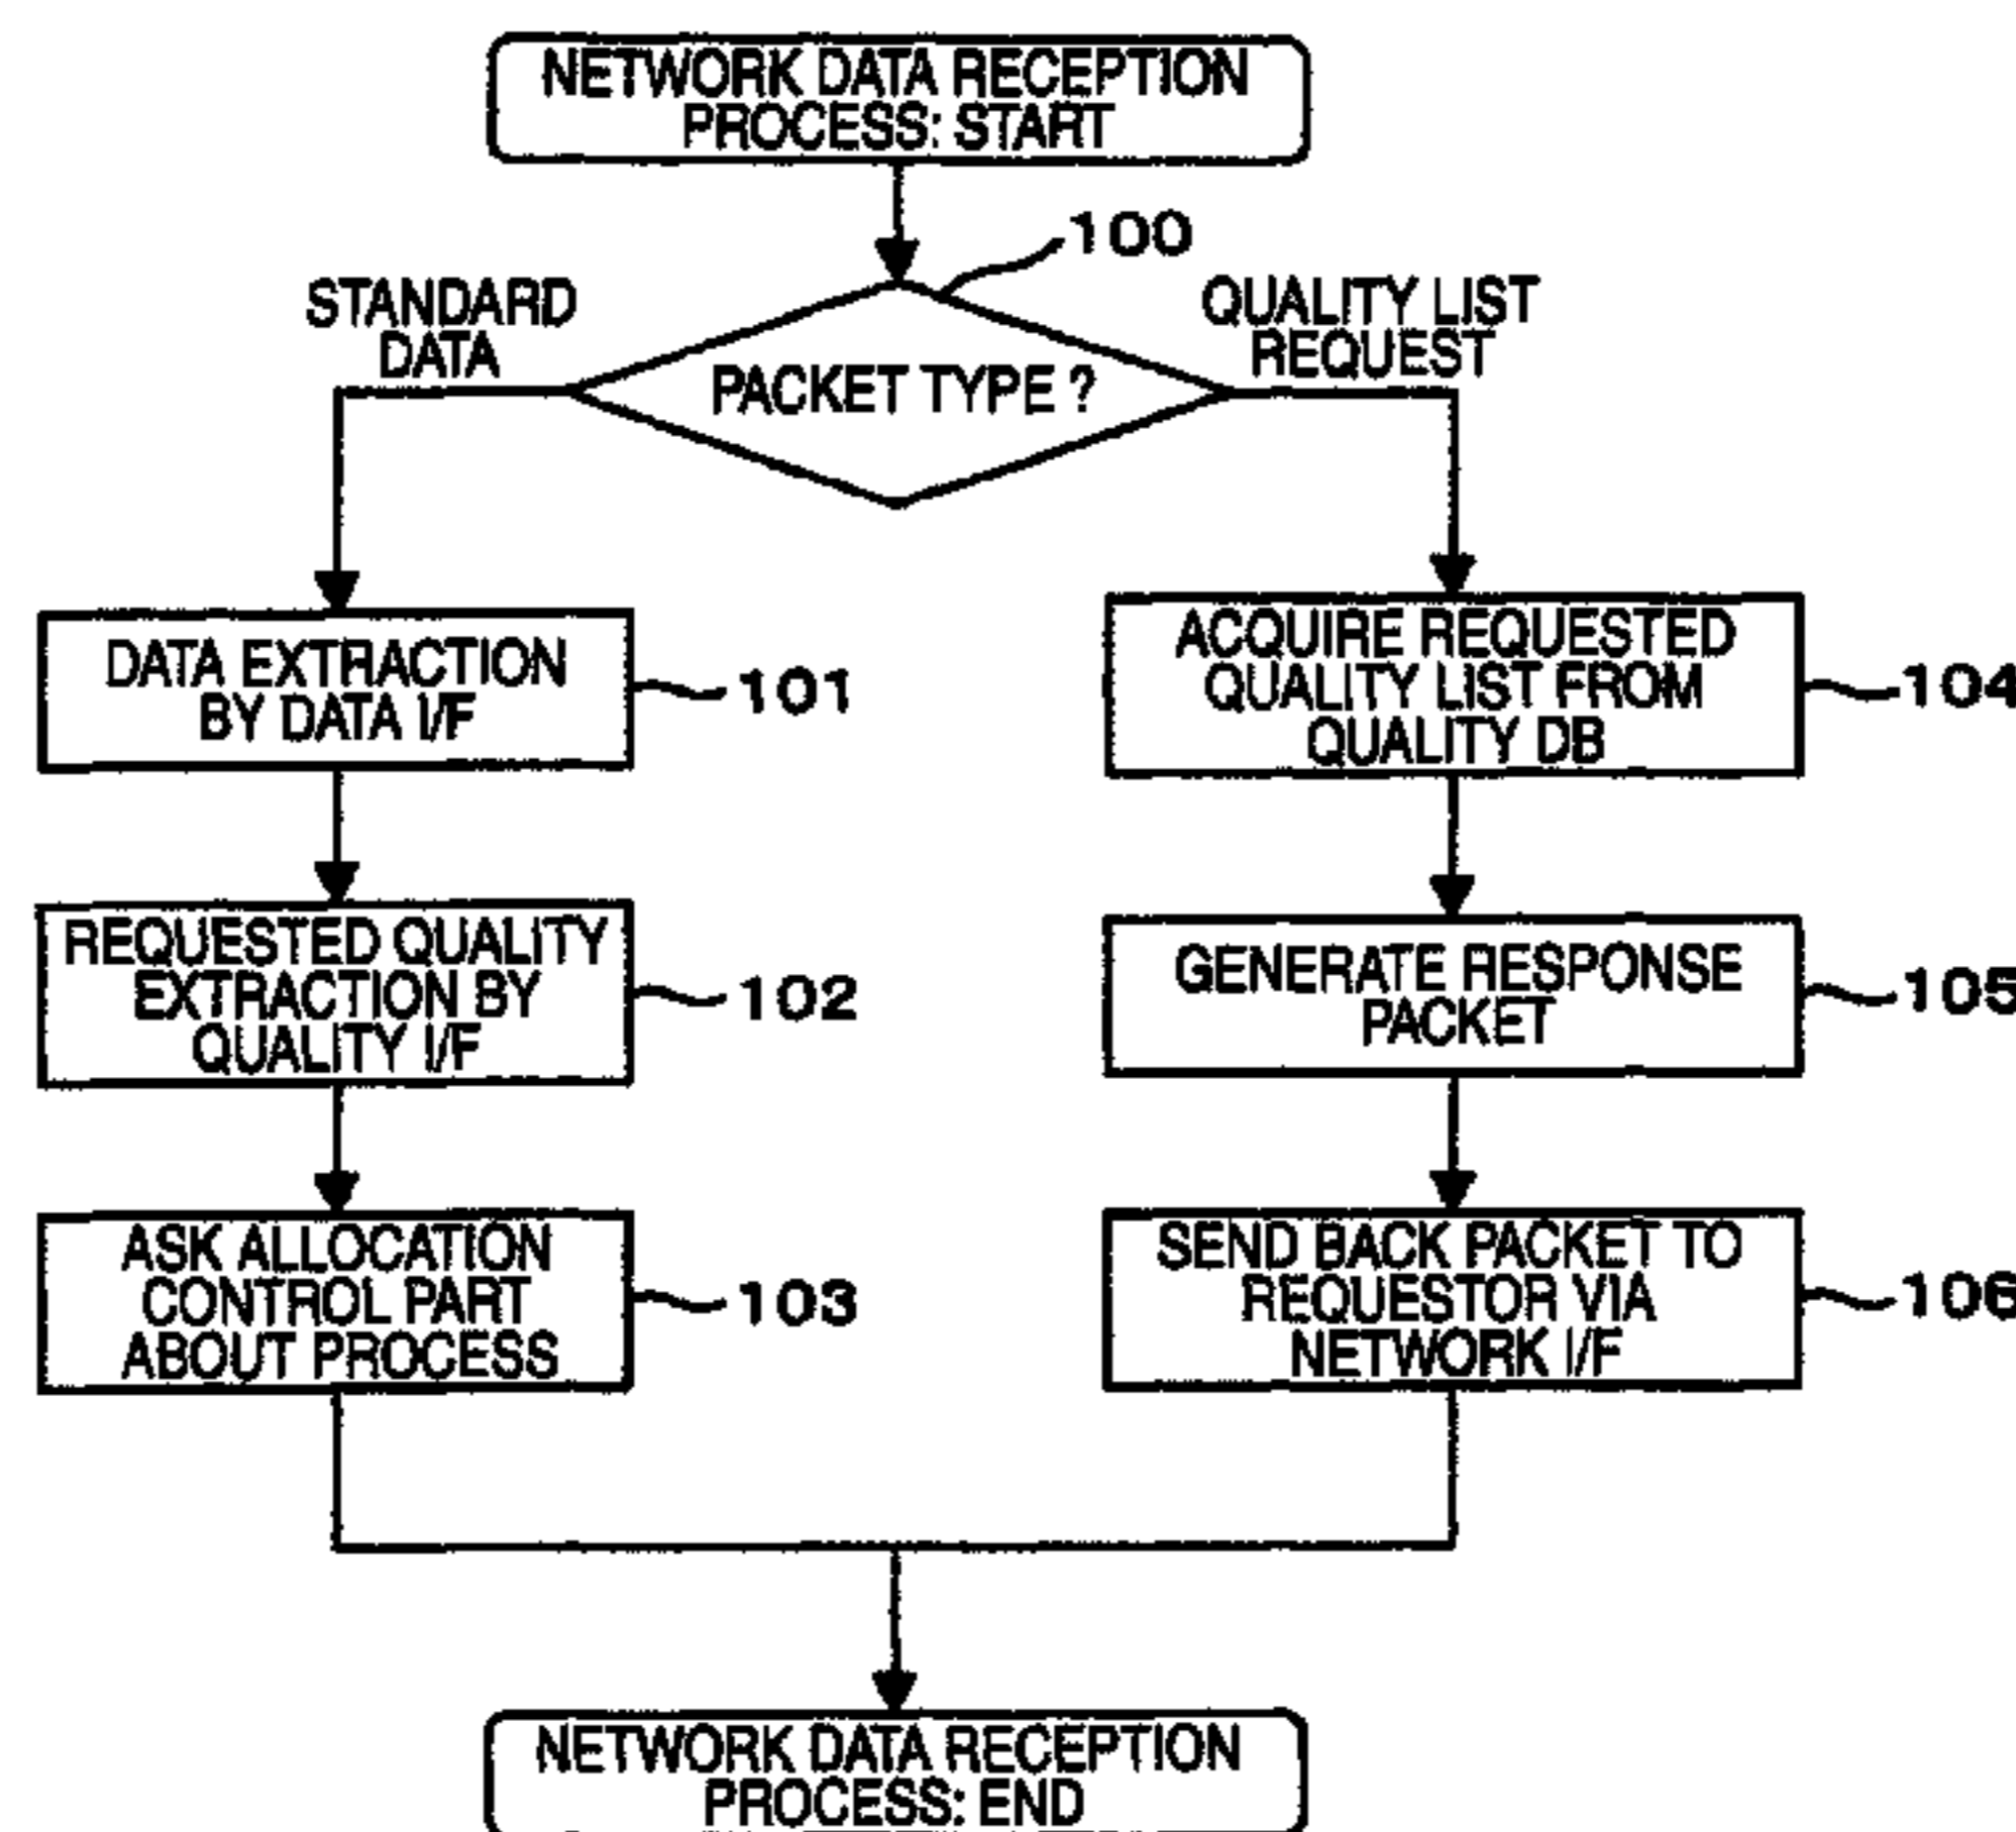 NETWORK DATA RECEPTION
PROCESS: START
100
STANDARD
DATA
QUALITY LIST
REQUEST
PACKET TYPE ?
DATA EXTRACTION
BY DATA I/F
101
ACQUIRE REQUESTED
QUALITY LIST FROM
QUALITY DB
104
REQUESTED QUALITY
EXTRACTION BY
QUALITY I/F
102
GENERATE RESPONSE
PACKET
105
ASK ALLOCATION
CONTROL PART
ABOUT PROCESS
103
SEND BACK PACKET TO
REQUESTOR VIA
NETWORK I/F
106
NETWORK DATA RECEPTION
PROCESS: END